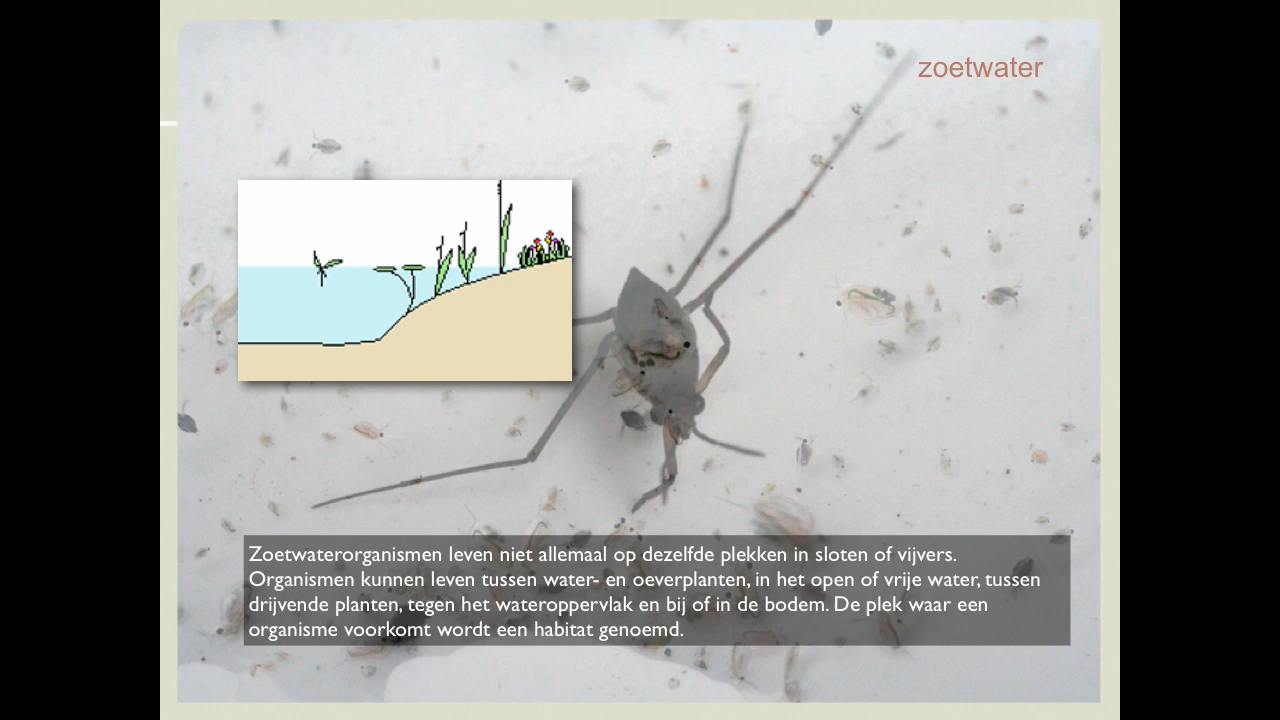 zoetwater
Zoetwaterorganismen leven niet allemaal op dezelfde plekken in sloten of vijvers.
Organismen kunnen leven tussen water- en oeverplanten, in het open of vrije water, tussen
drijvende planten, tegen het wateroppervlak en bij of in de bodem. De plek waar een
organisme voorkomt wordt een habitat genoemd.